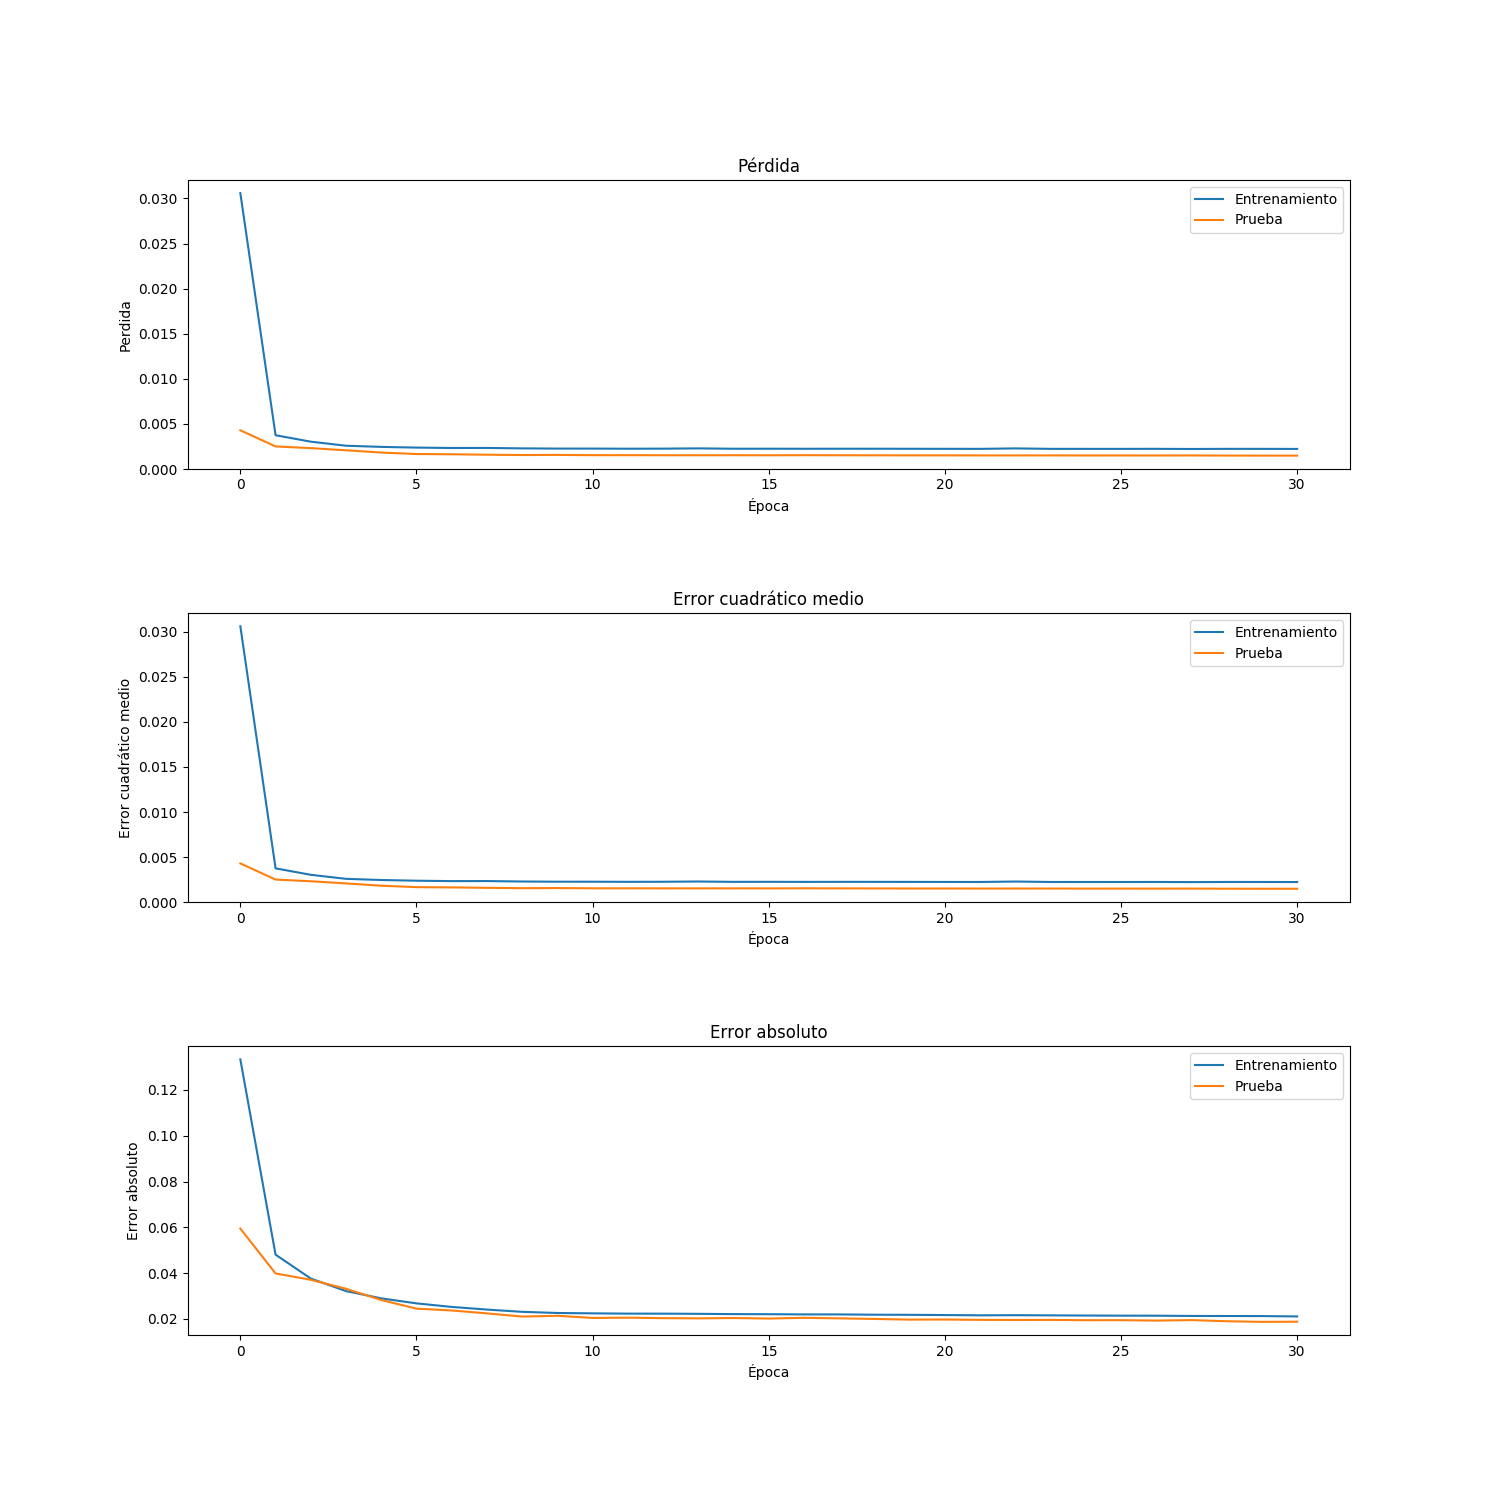 Pérdida
0.030
0.025
0.020
0.015
0.010
0.005
0.000
Perdida
Entrenamiento
Prueba
0 5 10 15 20 25 30
Época
Error cuadrático medio
0.030
0.025
0.020
0.015
0.010
0.005
0.000
Error cuadrático medio
Entrenamiento
Prueba
0 5 10 15 20 25 30
Época
Error absoluto
0.12
0.10
0.08
0.06
0.04
0.02
Error absoluto
Entrenamiento
Prueba
0 5 10 15 20 25 30
Época